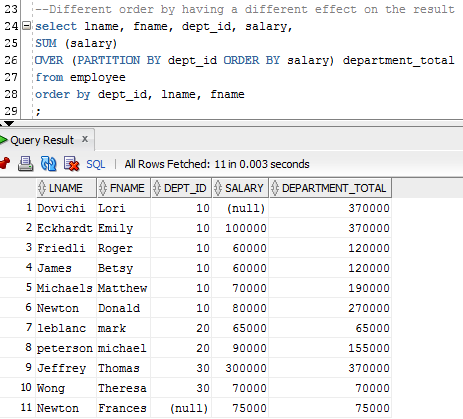 23 --Different order by having a different effect on the result
24 select lname, fname, dept_id, salary,
25 SUM (salary)
26 OVER (PARTITION BY dept_id ORDER BY salary) department_total
27 from employee
28 order by dept_id, lname, fname
29 ;
Query Result ×
SQL | All Rows Fetched: 11 in 0.003 seconds
LNAME FNAME DEPT_ID SALARY DEPARTMENT_TOTAL
1 Dovichi Lori 10 (null) 370000
2 Eckhardt Emily 10 100000 370000
3 Friedli Roger 10 60000 120000
4 James Betsy 10 60000 120000
5 Michaels Matthew 10 70000 190000
6 Newton Donald 10 80000 270000
7 leblanc mark 20 65000 65000
8 peterson michael 20 90000 155000
9 Jeffrey Thomas 30 300000 370000
10 Wong Theresa 30 70000 70000
11 Newton Frances (null) 75000 75000